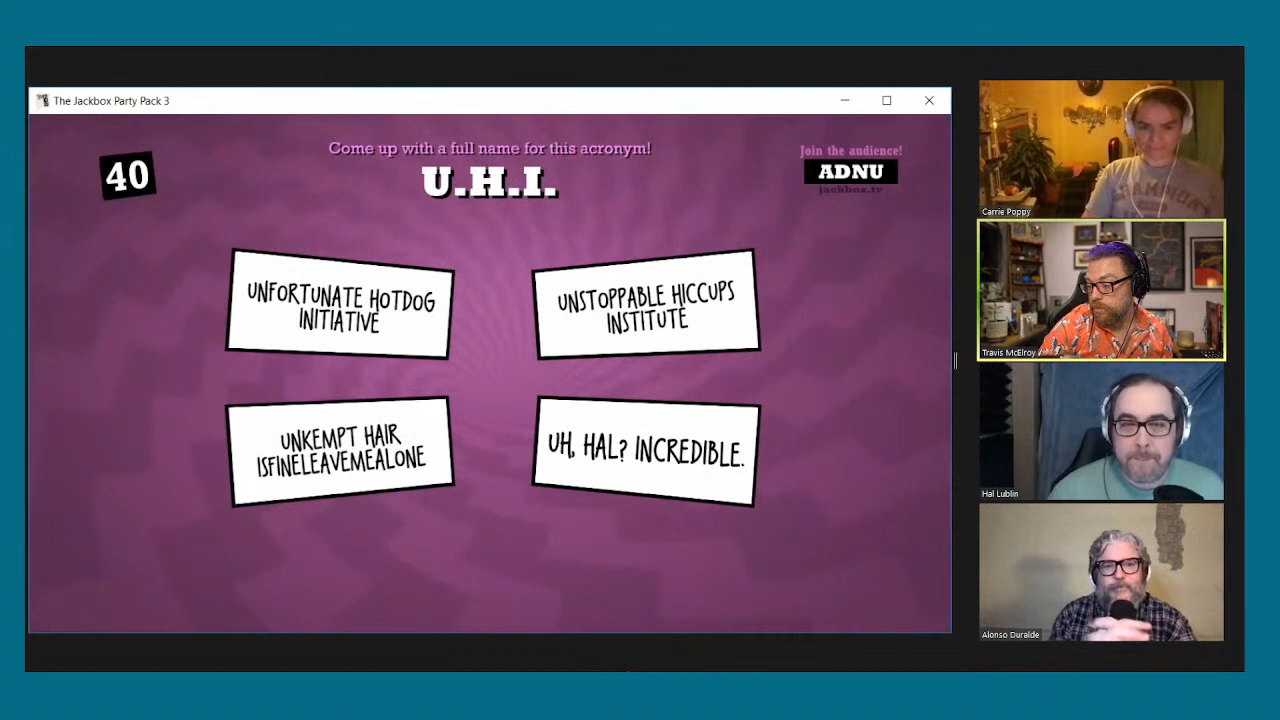 The Jackbox Party Pack 3
40
Come up with a full name for this acronym!
U.H.I.
Join the audience!
ADNU
jackbox.tv
UNFORTUNATE HOTDOG
INITIATIVE
UNSTOPPABLE HICCUPS
INSTITUTE
UNKEMPT HAIR
ISFINELEAVEMEALONE
UH, HAL? INCREDIBLE.
Carrie Poppy
Travis McElroy
Hal Lublin
Alonso Duralde